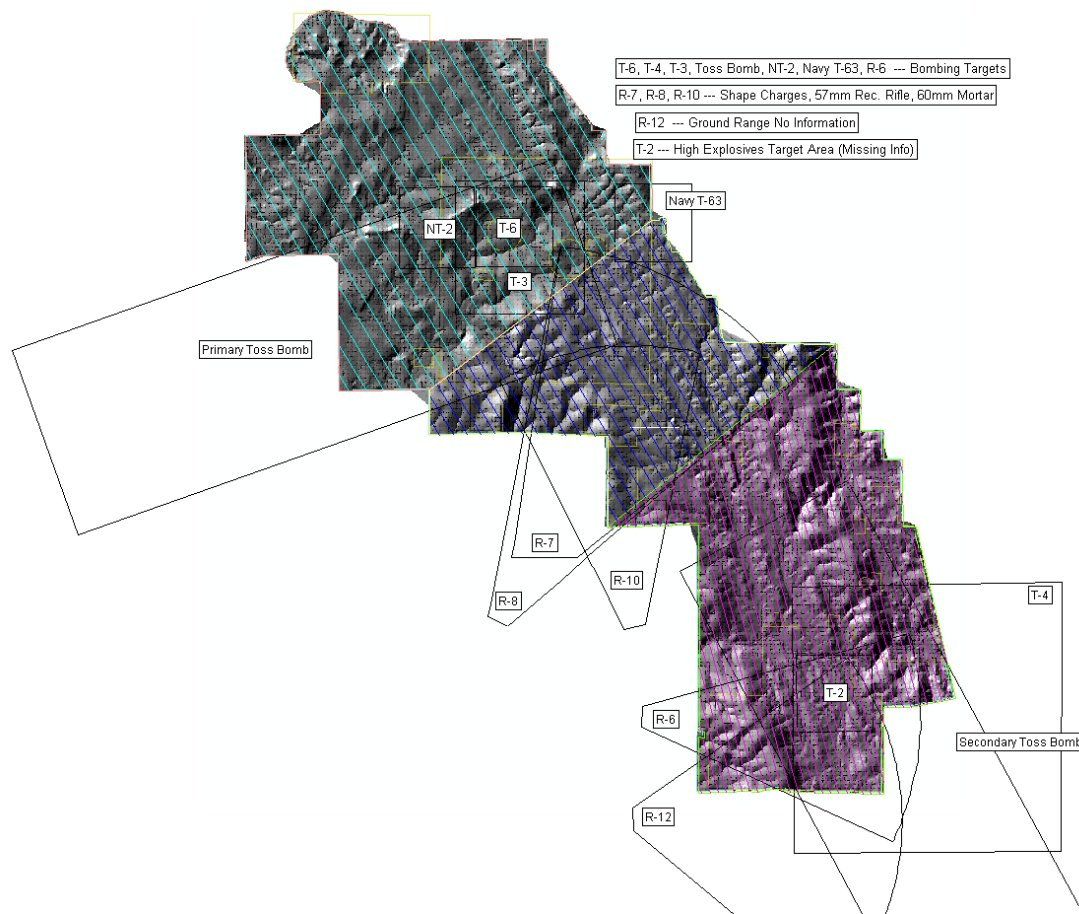 T-6, T-4, T-3, Toss Bomb, NT-2, Navy T-63, R-6 --- Bombing Targets
R-7, R-8, R-10 --- Shape Charges, 57mm Rec. Rifle, 60mm Mortar
R-12 --- Ground Range No Information
T-2 --- High Explosives Target Area (Missing Info)
Navy T-63
NT-2
T-6
T-3
Primary Toss Bomb
R-7
R-10
R-8
T-4
T-2
R-6
Secondary Toss Bomb
R-12